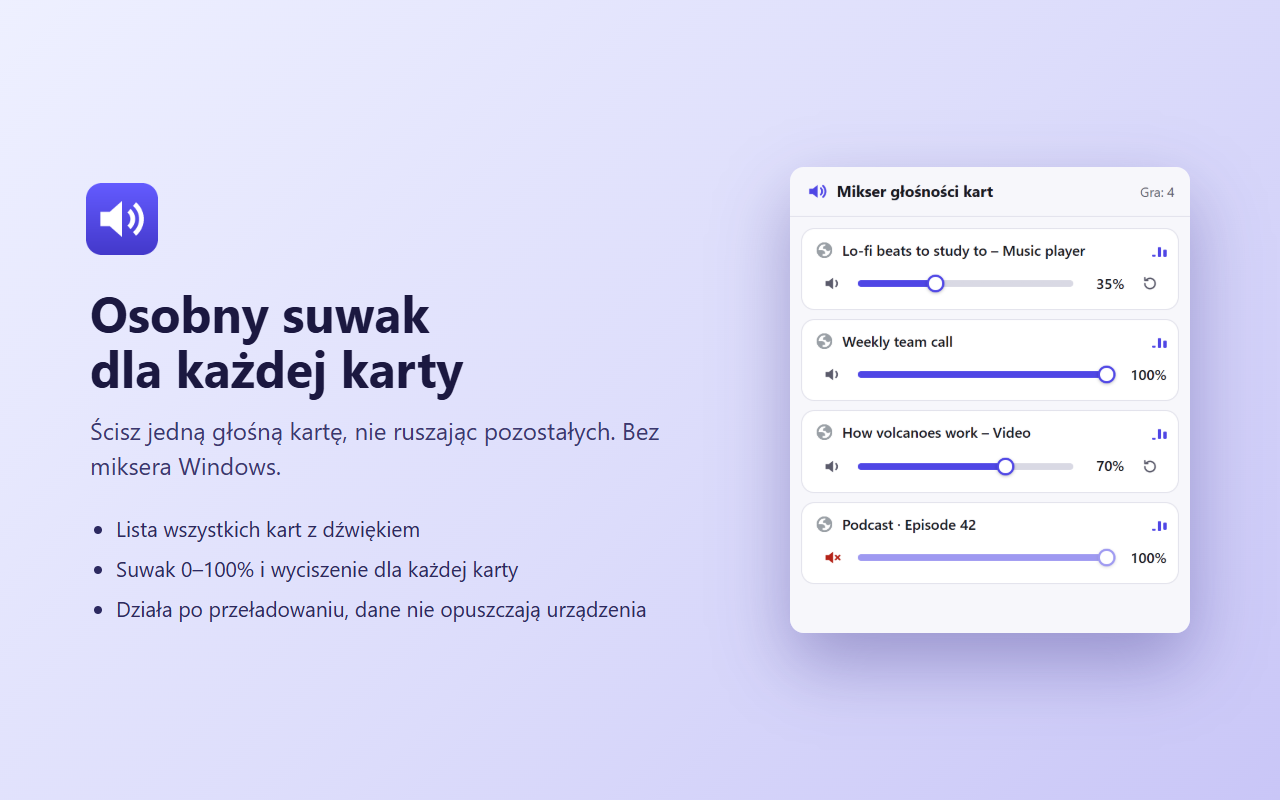 Osobny suwak
dla każdej karty
Ścisz jedną głośną kartę, nie ruszając pozostałych. Bez
miksera Windows.
Lista wszystkich kart z dźwiękiem
Suwak 0–100% i wyciszenie dla każdej karty
Działa po przeładowaniu, dane nie opuszczają urządzenia
Mikser głośności kart
Gra: 4
Lo-fi beats to study to – Music player
35%
Weekly team call
100%
How volcanoes work – Video
70%
Podcast · Episode 42
100%